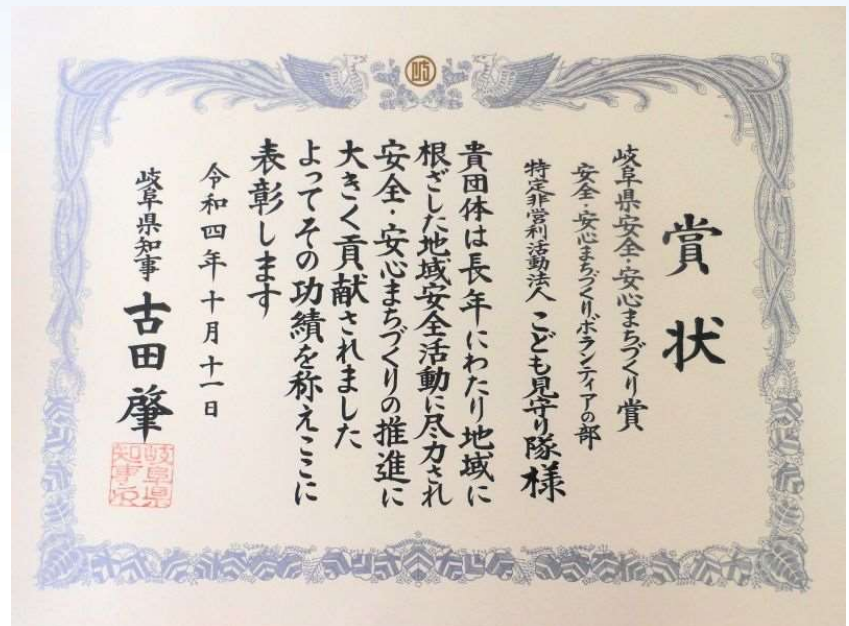 賞状
岐阜県安全・安心まちづくり賞
安全・安心まちづくりボランティアの部
特定非営利活動法人 こども見守り隊 様
貴団体は長年にわたり地域に
根ざした地域安全活動に尽力され
安全・安心まちづくりの推進に
大きく貢献されました
よってその功績を称えここに
表彰します
令和四年十月十一日
岐阜県知事 古田 肇
岐阜県
知事之印